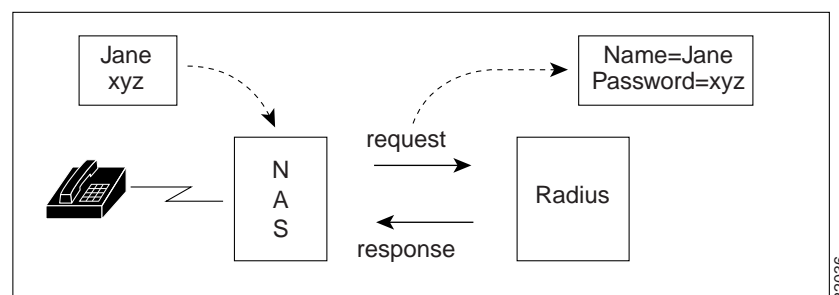 Jane
xyz
Name=Jane
Password=xyz
request
N
A
S
Radius
response